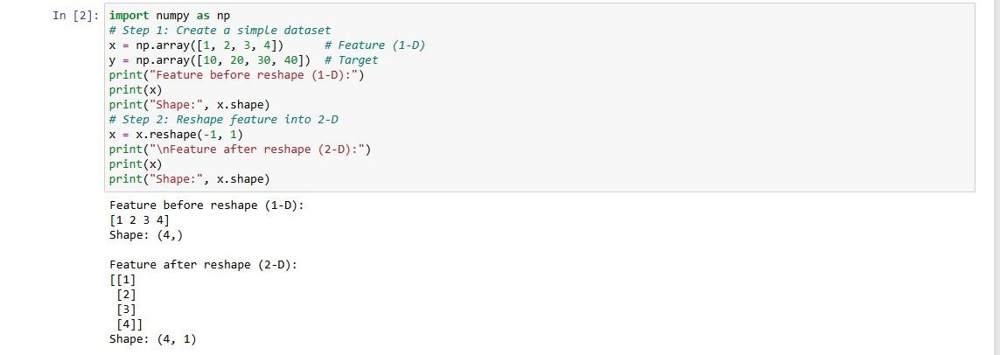 In [2]: import numpy as np
# Step 1: Create a simple dataset
x = np.array([1, 2, 3, 4])      # Feature (1-D)
y = np.array([10, 20, 30, 40])  # Target
print("Feature before reshape (1-D):")
print(x)
print("Shape:", x.shape)
# Step 2: Reshape feature into 2-D
x = x.reshape(-1, 1)
print("\nFeature after reshape (2-D):")
print(x)
print("Shape:", x.shape)
Feature before reshape (1-D):
[1 2 3 4]
Shape: (4,)
Feature after reshape (2-D):
[[1]
 [2]
 [3]
 [4]]
Shape: (4, 1)